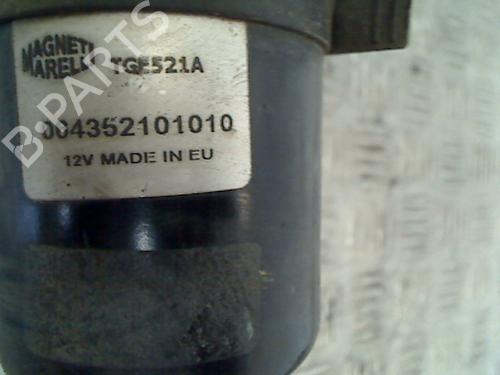 MAGNETI
MARELLI TGE521A
064352101010
12V MADE IN EU
B-PARTS